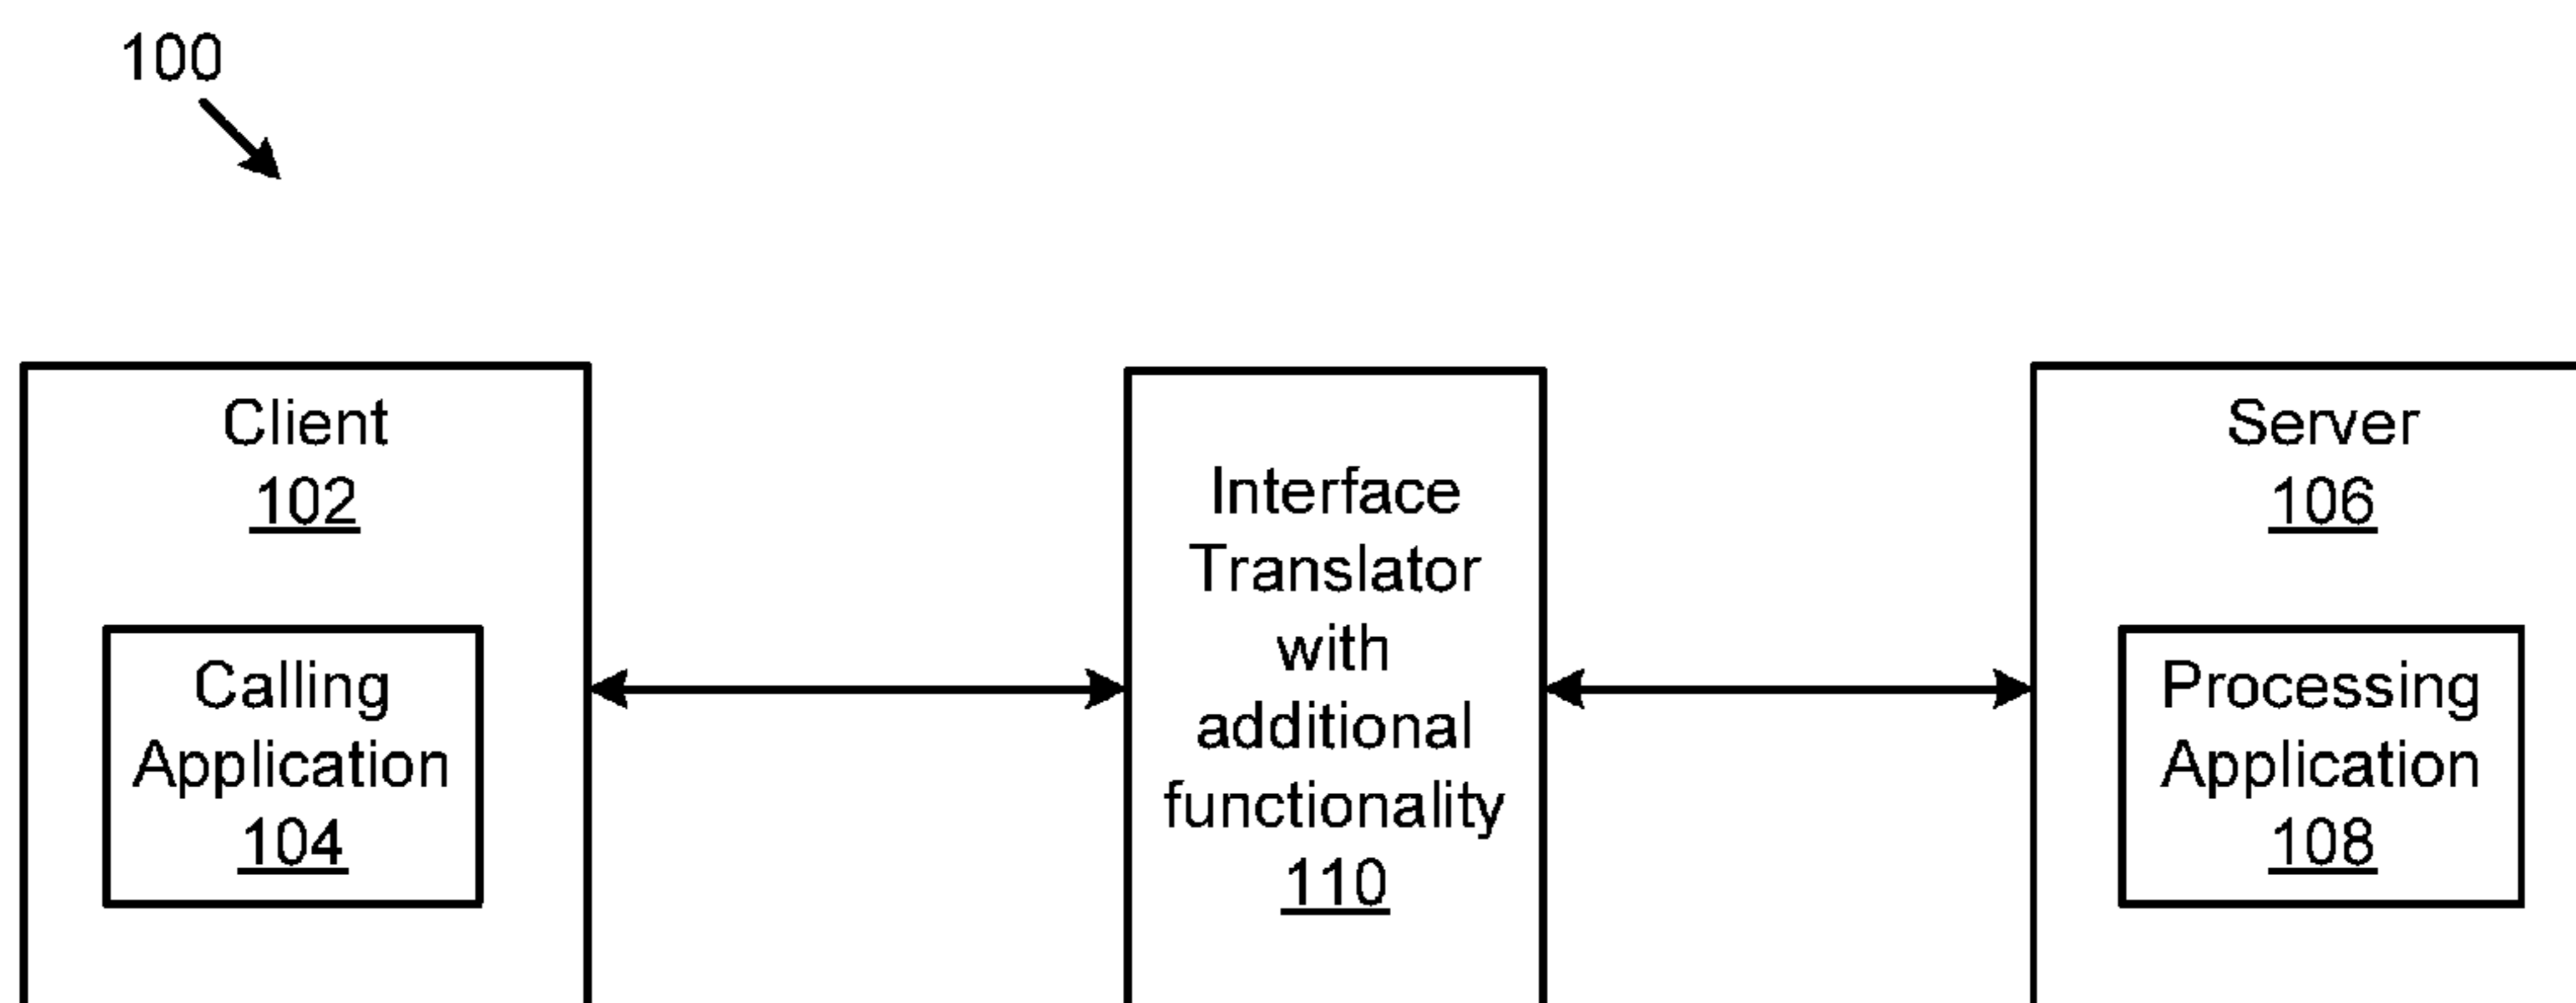 100
Client
102
Calling
Application
104
Interface
Translator
with
additional
functionality
110
Server
106
Processing
Application
108